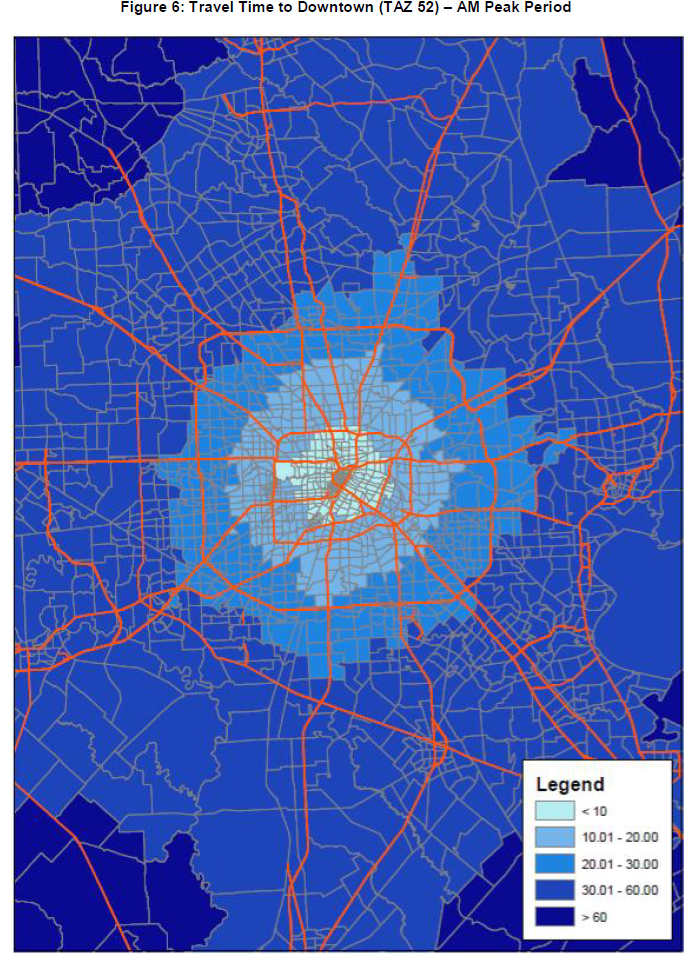 Figure 6: Travel Time to Downtown (TAZ 52) – AM Peak Period
Legend
< 10
10.01 - 20.00
20.01 - 30.00
30.01 - 60.00
> 60